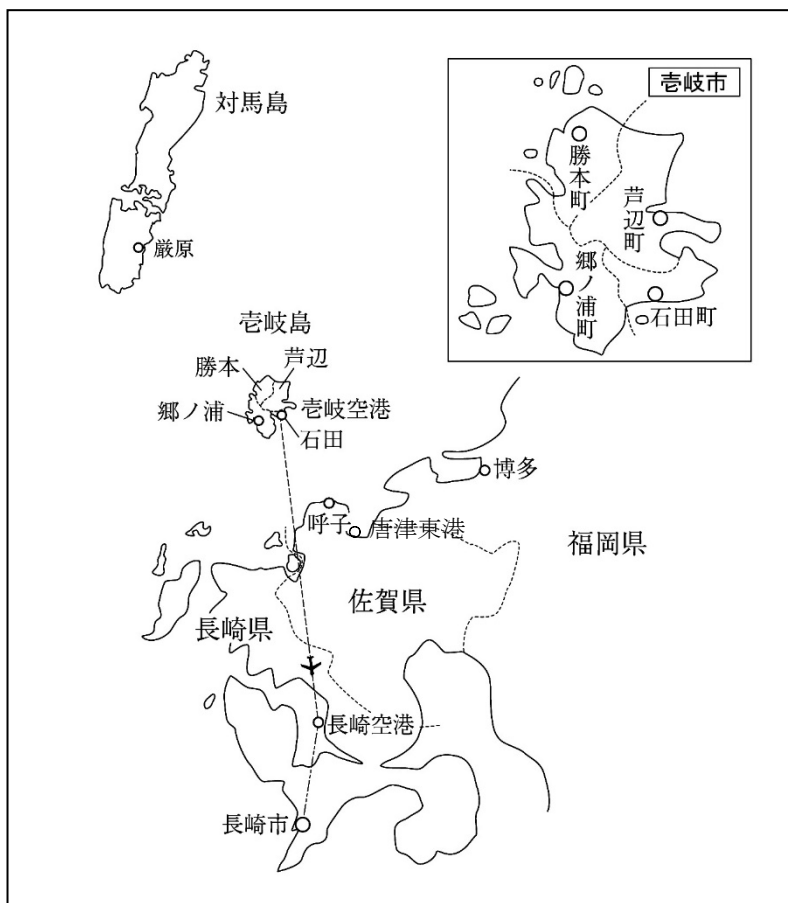 対馬島
厳原
壱岐市
勝本町
芦辺町
郷ノ浦町
石田町
壱岐島
勝本
芦辺
郷ノ浦
壱岐空港
石田
博多
呼子
唐津東港
福岡県
佐賀県
長崎県
長崎空港
長崎市